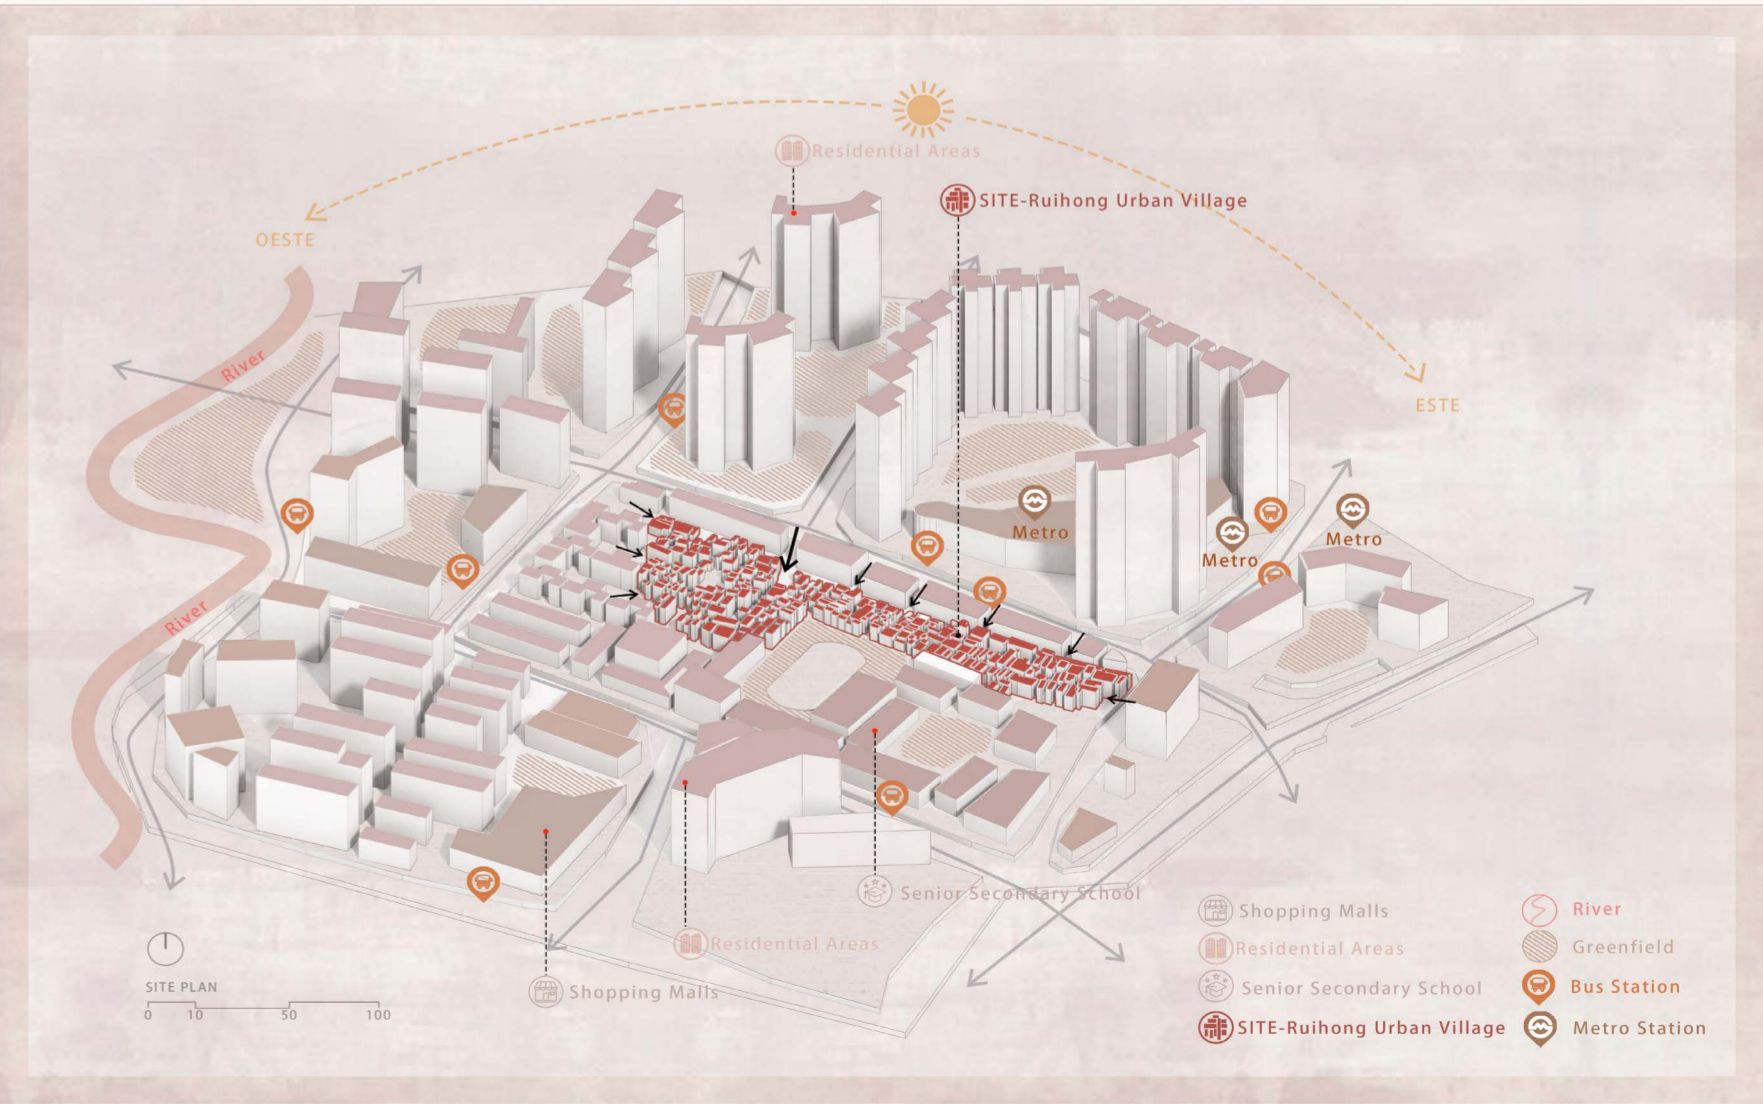 Residential Areas
SITE-Ruihong Urban Village
OESTE
ESTE
River
Metro
Metro
Metro
River
Senior Secondary School
Residential Areas
Shopping Malls
SITE PLAN
0 10 50 100
Shopping Malls
River
Residential Areas
Greenfield
Senior Secondary School
Bus Station
SITE-Ruihong Urban Village
Metro Station